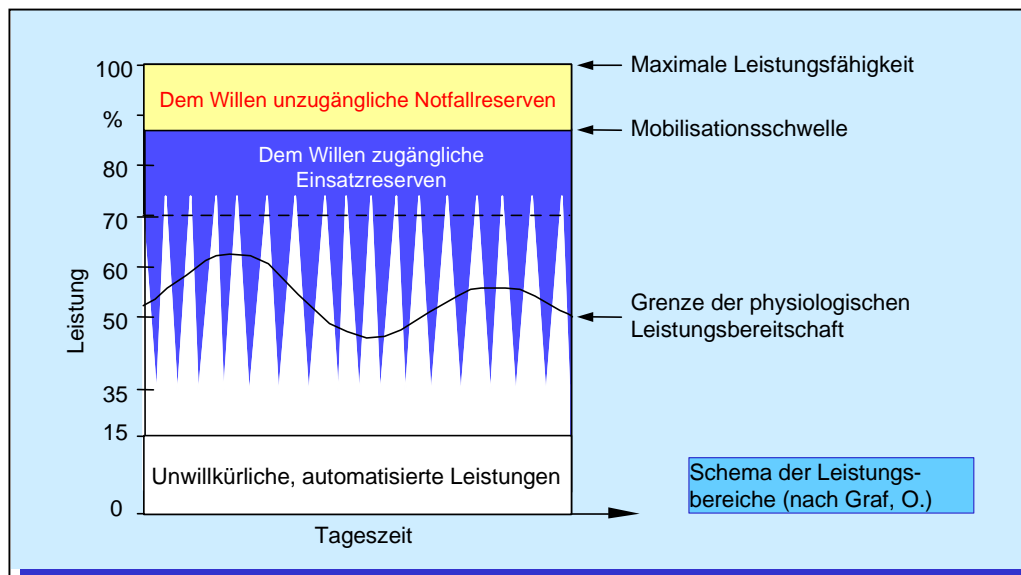 100
%
80
70
60
50
35
15
0
Leistung
Tageszeit
Dem Willen unzugängliche Notfallreserven
Dem Willen zugängliche
Einsatzreserven
Unwillkürliche, automatisierte Leistungen
Maximale Leistungsfähigkeit
Mobilisationsschwelle
Grenze der physiologischen
Leistungsbereitschaft
Schema der Leistungs-
bereiche (nach Graf, O.)